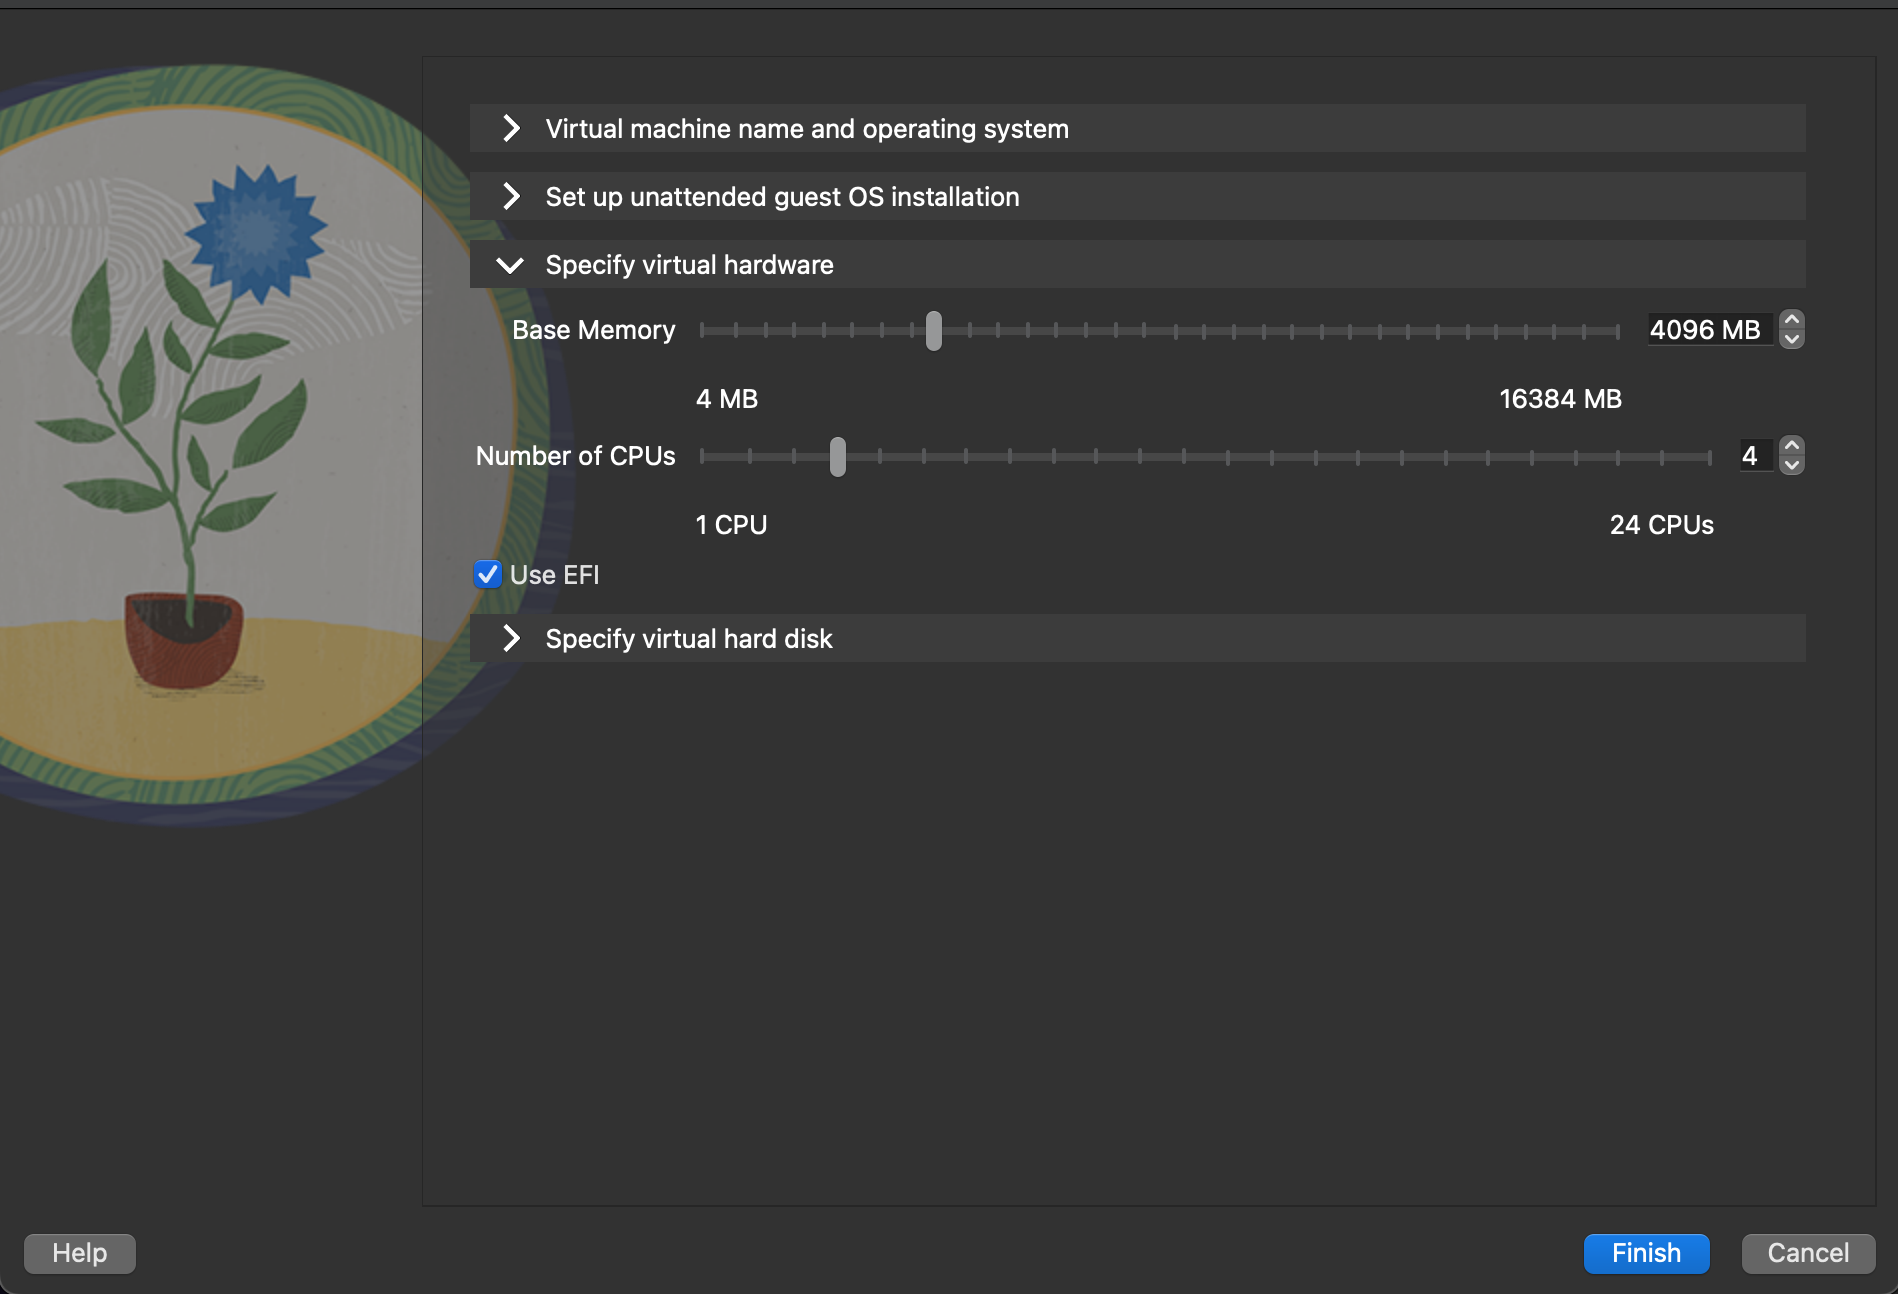 Virtual machine name and operating system
Set up unattended guest OS installation
Specify virtual hardware
Base Memory 4096 MB
4 MB 16384 MB
Number of CPUs 4
1 CPU 24 CPUs
Use EFI
Specify virtual hard disk
Help Finish Cancel